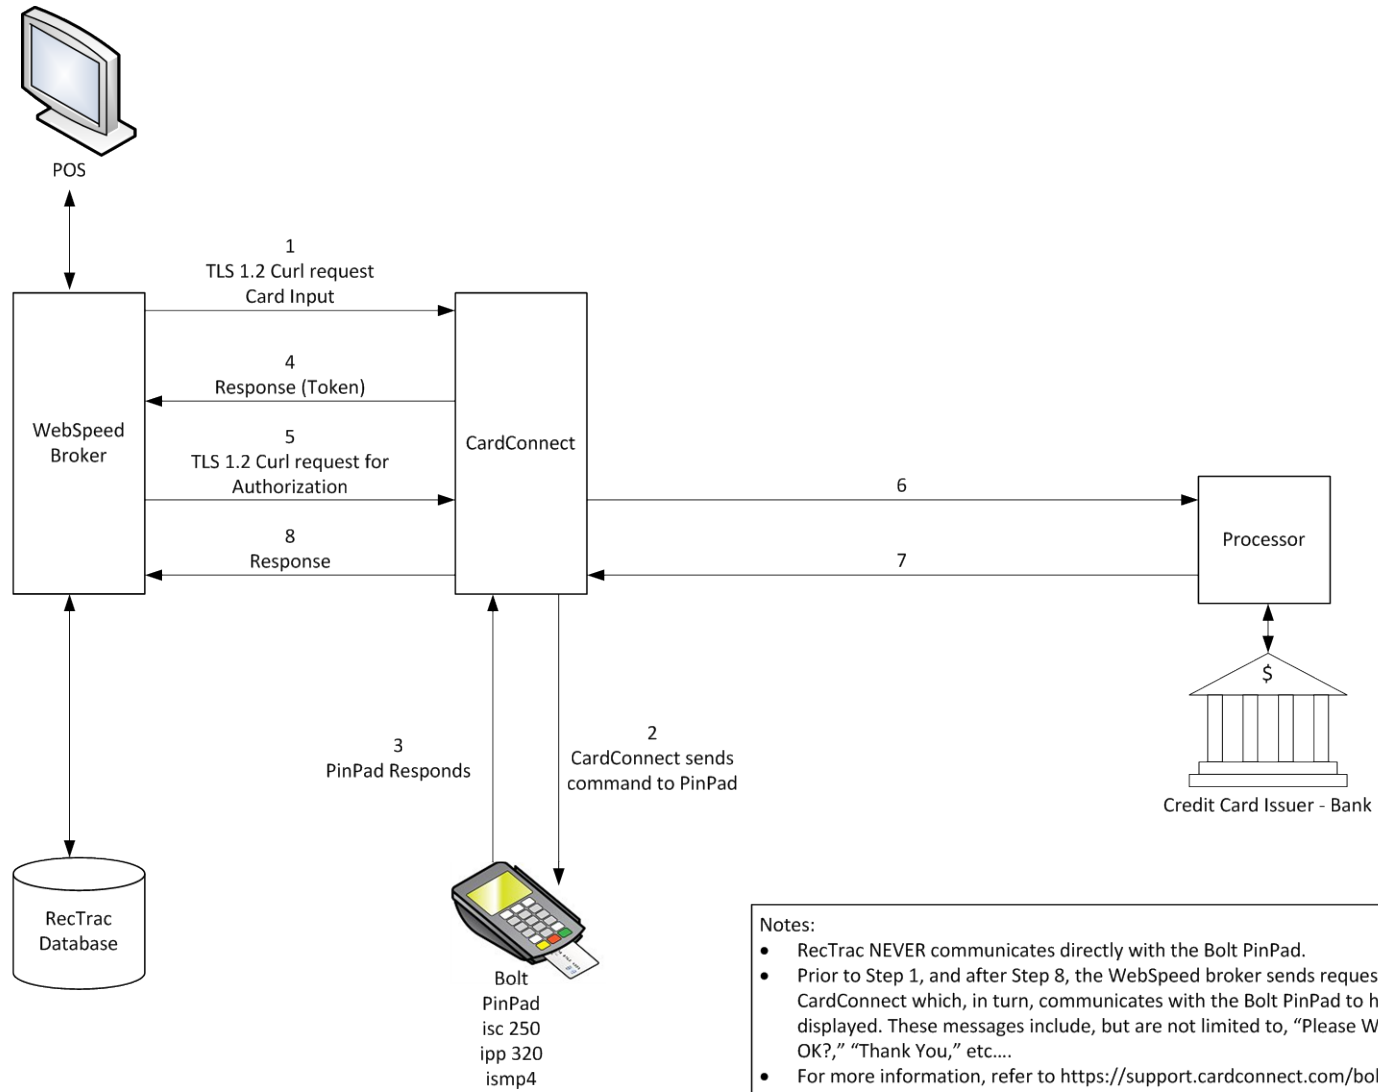 POS
1
TLS 1.2 Curl request
Card Input
4
Response (Token)
5
TLS 1.2 Curl request for
Authorization
8
Response
WebSpeed
Broker
CardConnect
6
7
Processor
$
Credit Card Issuer - Bank
3
PinPad Responds
2
CardConnect sends
command to PinPad
RecTrac
Database
Bolt
PinPad
isc 250
ipp 320
ismp4
Notes:
• RecTrac NEVER communicates directly with the Bolt PinPad.
• Prior to Step 1, and after Step 8, the WebSpeed broker sends
CardConnect which, in turn, communicates with the Bolt PinPad to
displayed. These messages include, but are not limited to, “Please
OK?,” “Thank You,” etc….
• For more information, refer to https://support.cardconnect.com/bol